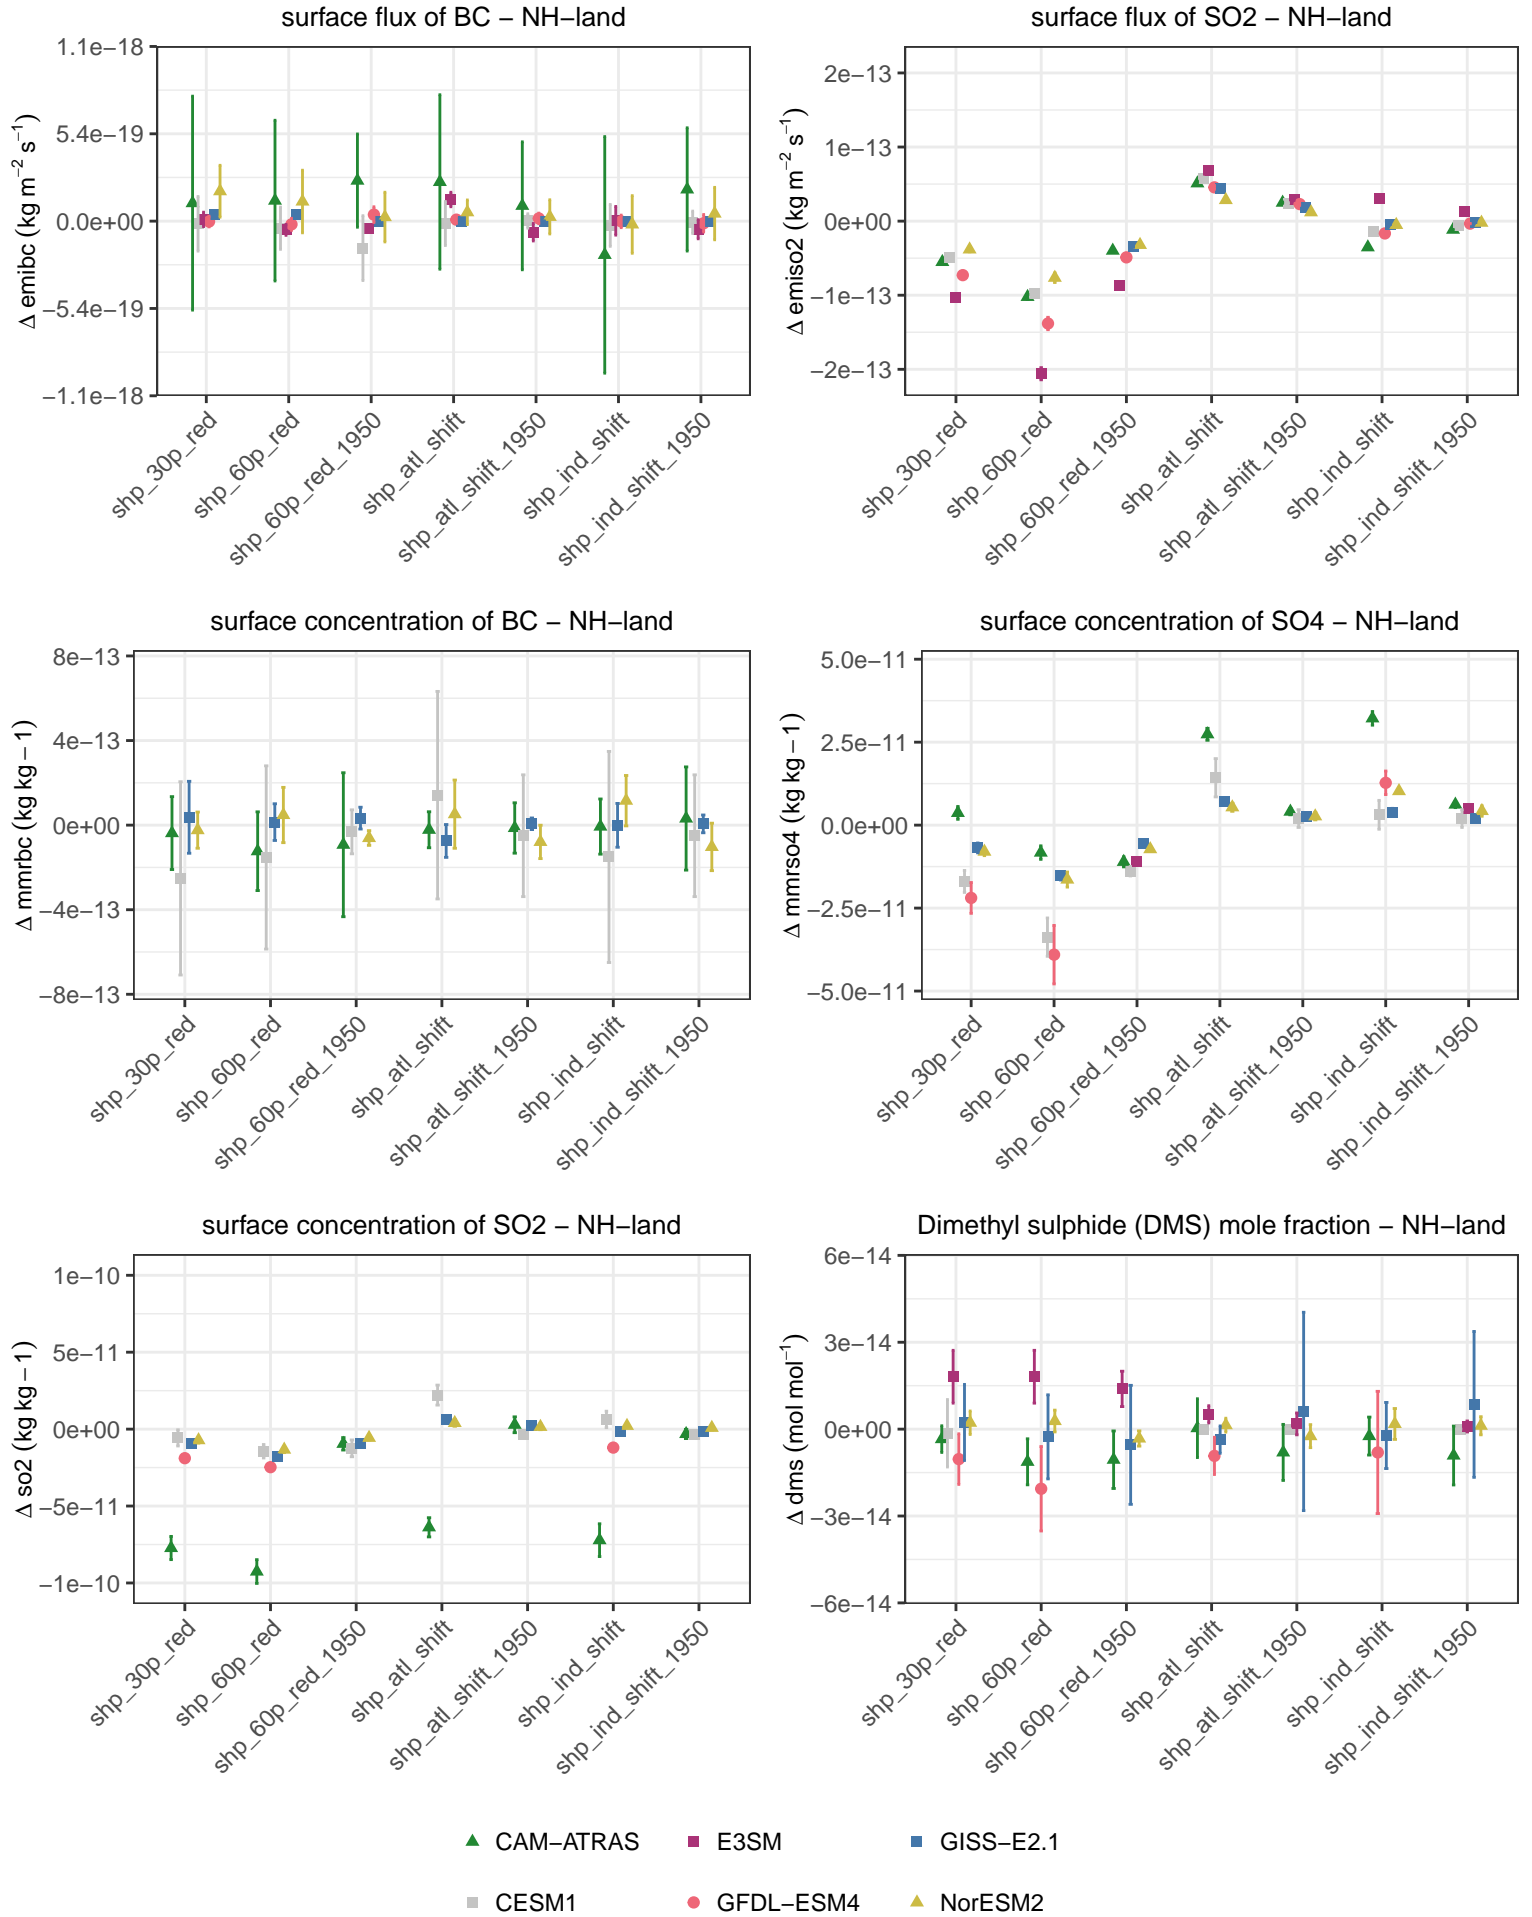 surface flux of BC − NH−land
Δ emibc (kg m⁻² s⁻¹)
1.1e−18
5.4e−19
0.0e+00
−5.4e−19
−1.1e−18
shp_30p_red
shp_60p_red
shp_60p_red_1950
shp_atl_shift
shp_atl_shift_1950
shp_ind_shift
shp_ind_shift_1950
surface flux of SO2 − NH−land
Δ emiso2 (kg m⁻² s⁻¹)
2e−13
1e−13
0.0e+00
−1e−13
−2e−13
shp_30p_red
shp_60p_red
shp_60p_red_1950
shp_atl_shift
shp_atl_shift_1950
shp_ind_shift
shp_ind_shift_1950
surface concentration of BC − NH−land
Δ mmrbc (kg kg − 1)
8e−13
4e−13
0e+00
−4e−13
−8e−13
shp_30p_red
shp_60p_red
shp_60p_red_1950
shp_atl_shift
shp_atl_shift_1950
shp_ind_shift
shp_ind_shift_1950
surface concentration of SO4 − NH−land
Δ mmrso4 (kg kg − 1)
5.0e−11
2.5e−11
0.0e+00
−2.5e−11
−5.0e−11
shp_30p_red
shp_60p_red
shp_60p_red_1950
shp_atl_shift
shp_atl_shift_1950
shp_ind_shift
shp_ind_shift_1950
surface concentration of SO2 − NH−land
Δ so2 (kg kg − 1)
1e−10
5e−11
0e+00
−5e−11
−1e−10
shp_30p_red
shp_60p_red
shp_60p_red_1950
shp_atl_shift
shp_atl_shift_1950
shp_ind_shift
shp_ind_shift_1950
Dimethyl sulphide (DMS) mole fraction − NH−land
Δ dms (mol mol⁻¹)
6e−14
3e−14
0e+00
−3e−14
−6e−14
shp_30p_red
shp_60p_red
shp_60p_red_1950
shp_atl_shift
shp_atl_shift_1950
shp_ind_shift
shp_ind_shift_1950
CAM−ATRAS
E3SM
GISS−E2.1
CESM1
GFDL−ESM4
NorESM2